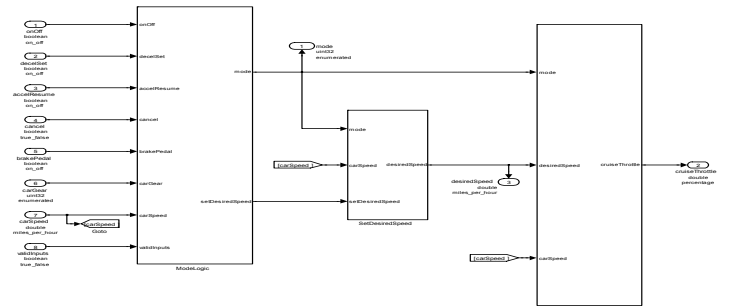 1
onOff
boolean
on_off
2
decelSet
boolean
on_off
3
accelResume
boolean
on_off
4
cancel
boolean
true_false
5
brakePedal
boolean
on_off
6
carGear
uint32
enumerated
7
carSpeed
double
miles_per_hour
[carSpeed]
Goto
8
validInputs
boolean
true_false
onOff
decelSet
accelResume
cancel
brakePedal
carGear
carSpeed
validInputs
mode
setDesiredSpeed
ModeLogic
1
mode
uint32
enumerated
[carSpeed]
mode
carSpeed
setDesiredSpeed
desiredSpeed
SetDesiredSpeed
desiredSpeed
double
miles_per_hour
3
[carSpeed]
mode
desiredSpeed
carSpeed
cruiseThrottle
2
cruiseThrottle
double
percentage